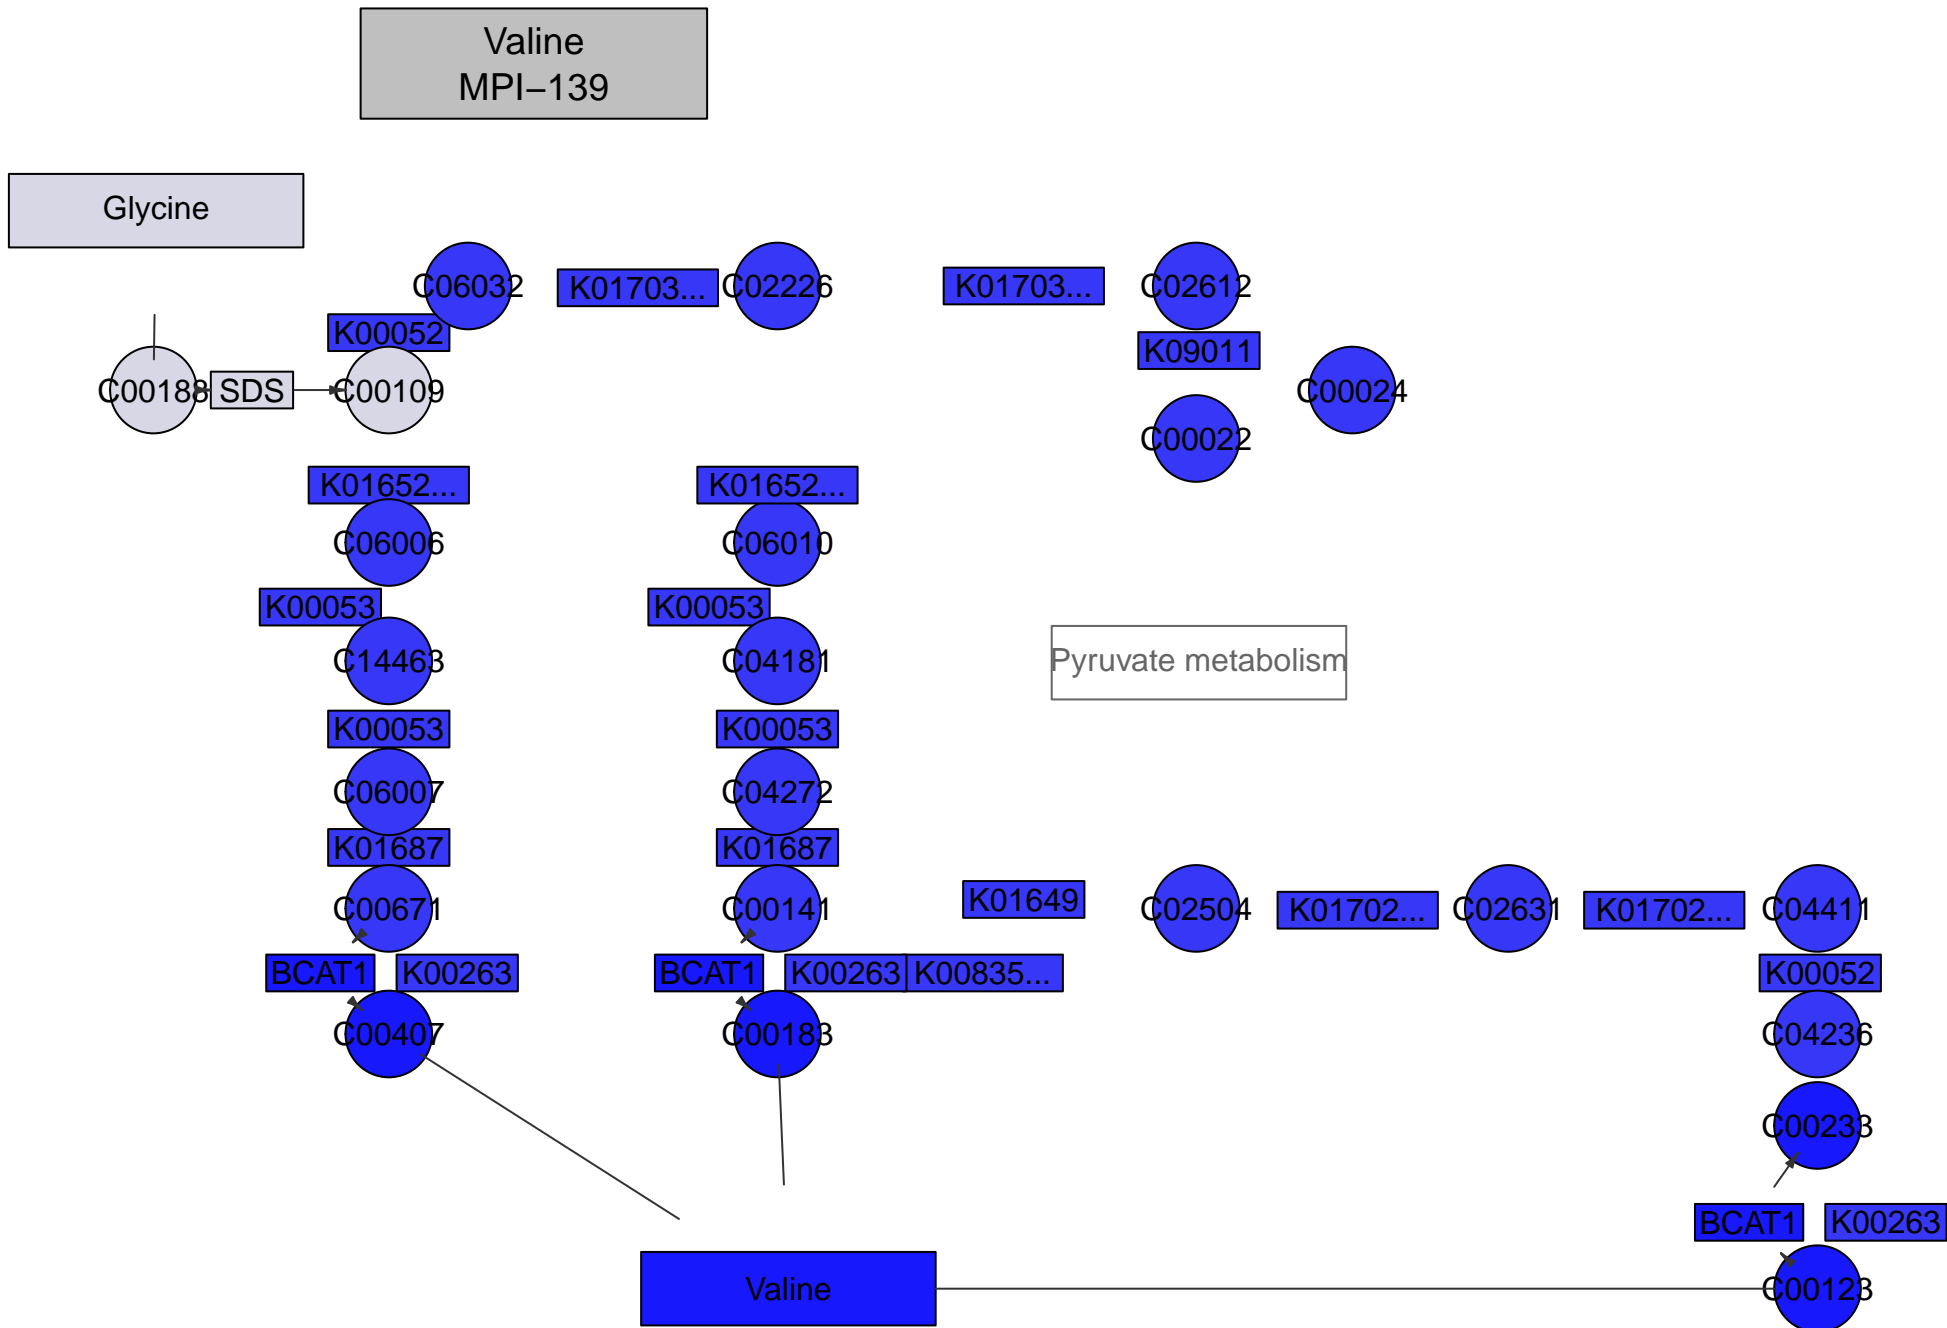 Valine
MPI−139
Glycine
C06032
K01703...
C02226
K01703...
C02612
K00052
K09011
C00188
SDS
C00109
C00024
C00022
K01652...
K01652...
C06006
C06010
K00053
K00053
C14463
C04181
Pyruvate metabolism
K00053
K00053
C06007
C04272
K01687
K01687
C00671
C00141
K01649
C02504
K01702...
C02631
K01702...
C04411
BCAT1
K00263
BCAT1
K00263
K00835...
K00052
C00407
C00183
C04236
C00233
BCAT1
K00263
Valine
C00123